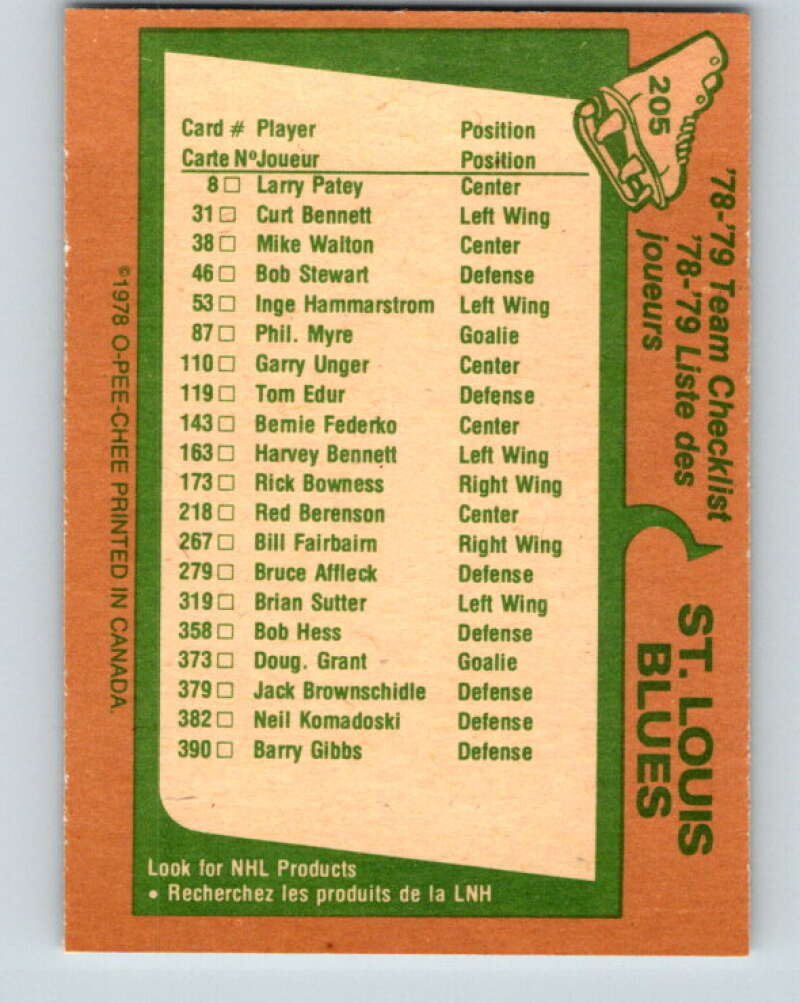 205
'78-'79 Team Checklist
'78-'79 Liste des
joueurs
ST. LOUIS
BLUES
Card # Player Position
Carte NºJoueur Position
8 □ Larry Patey Center
31 □ Curt Bennett Left Wing
38 □ Mike Walton Center
46 □ Bob Stewart Defense
53 □ Inge Hammarstrom Left Wing
87 □ Phil. Myre Goalie
110 □ Garry Unger Center
119 □ Tom Edur Defense
143 □ Bernie Federko Center
163 □ Harvey Bennett Left Wing
173 □ Rick Bowness Right Wing
218 □ Red Berenson Center
267 □ Bill Fairbairn Right Wing
279 □ Bruce Affleck Defense
319 □ Brian Sutter Left Wing
358 □ Bob Hess Defense
373 □ Doug. Grant Goalie
379 □ Jack Brownschidle Defense
382 □ Neil Komadoski Defense
390 □ Barry Gibbs Defense
Look for NHL Products
• Recherchez les produits de la LNH
©1978 O-PEE-CHEE PRINTED IN CANADA.